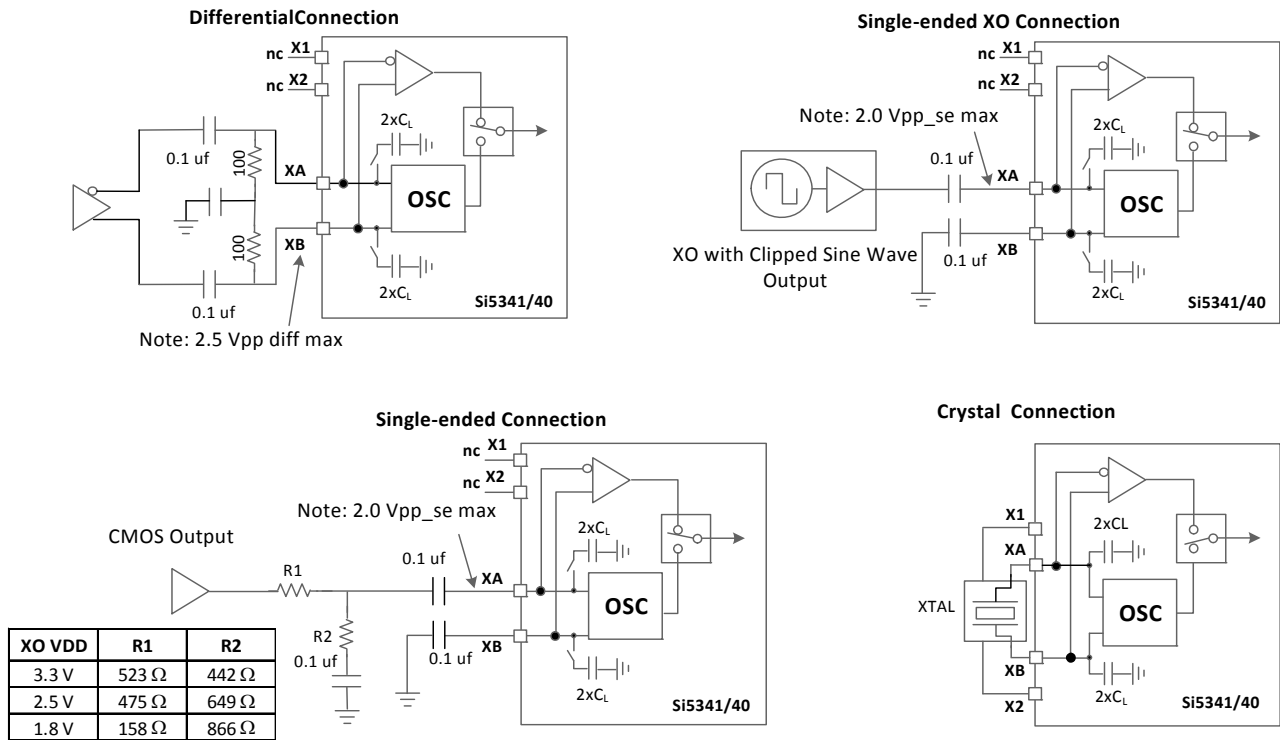 DifferentialConnection
nc X1
nc X2
2xCL
0.1 uf
100
XA
OSC
100
XB
2xCL
0.1 uf
Si5341/40
Note: 2.5 Vpp diff max
Single-ended XO Connection
nc X1
nc X2
Note: 2.0 Vpp_se max
2xCL
0.1 uf
XA
OSC
XB
0.1 uf
XO with Clipped Sine Wave
Output
2xCL
Si5341/40
Single-ended Connection
nc X1
nc X2
Note: 2.0 Vpp_se max
CMOS Output
2xCL
0.1 uf
R1
XA
OSC
R2
XB
0.1 uf
0.1 uf
2xCL
Si5341/40
XO VDD R1 R2
3.3 V 523 Ω 442 Ω
2.5 V 475 Ω 649 Ω
1.8 V 158 Ω 866 Ω
Crystal Connection
X1
2xCL
XA
XTAL
OSC
XB
2xCL
X2
Si5341/40